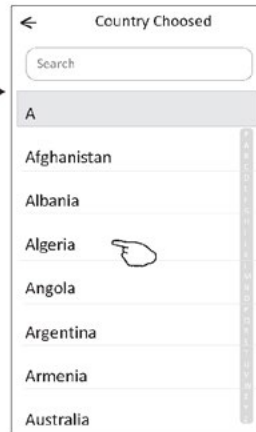 Country Choosed
Search
A
Afghanistan
Albania
Algeria
Angola
Argentina
Armenia
Australia